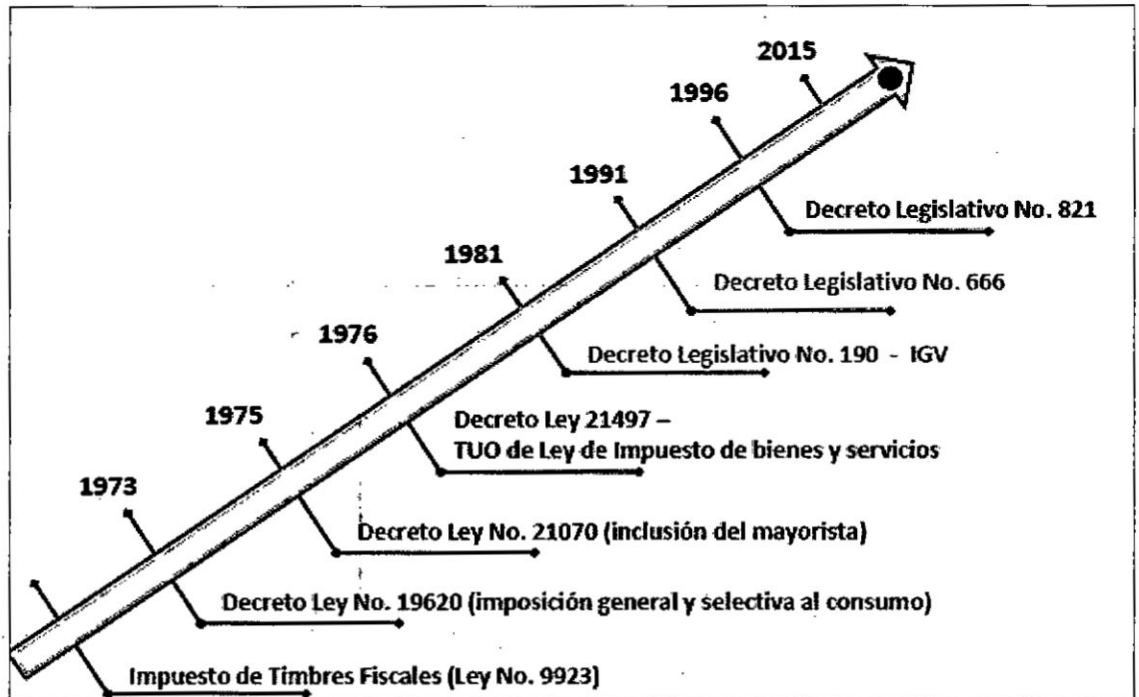 2015
1996
1991
Decreto Legislativo No. 821
1981
Decreto Legislativo No. 666
1976
Decreto Legislativo No. 190 - IGV
1975
Decreto Ley 21497 –
TUO de Ley de Impuesto de bienes y servicios
1973
Decreto Ley No. 21070 (inclusión del mayorista)
Decreto Ley No. 19620 (imposición general y selectiva al consumo)
Impuesto de Timbres Fiscales (Ley No. 9923)